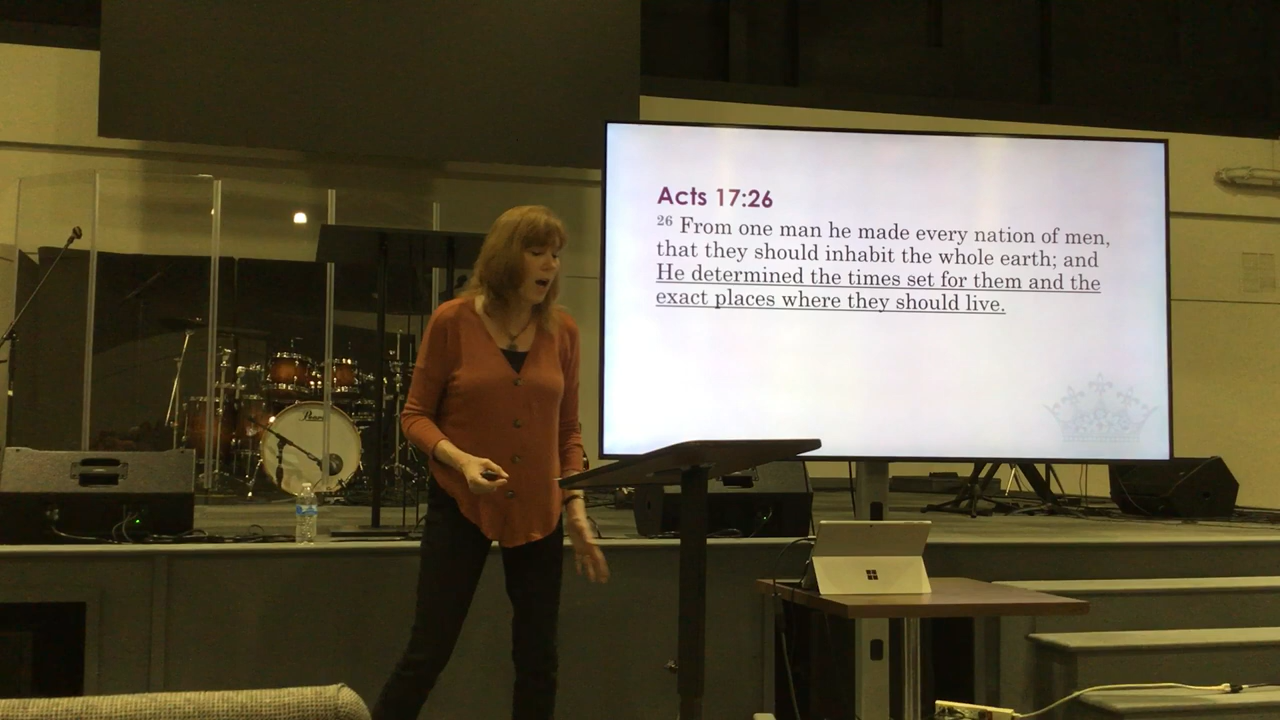 Acts 17:26
26 From one man he made every nation of men,
that they should inhabit the whole earth; and
He determined the times set for them and the
exact places where they should live.
Pearl